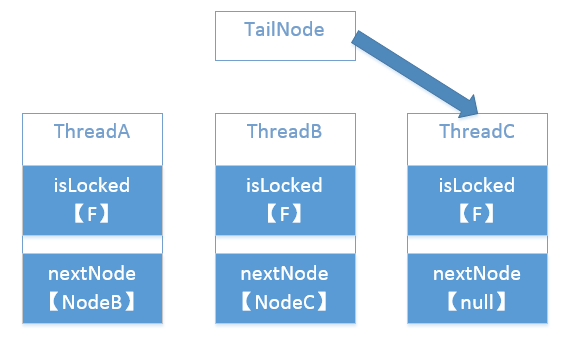 TailNode
ThreadA
isLocked
【F】
nextNode
【NodeB】
ThreadB
isLocked
【F】
nextNode
【NodeC】
ThreadC
isLocked
【F】
nextNode
【null】